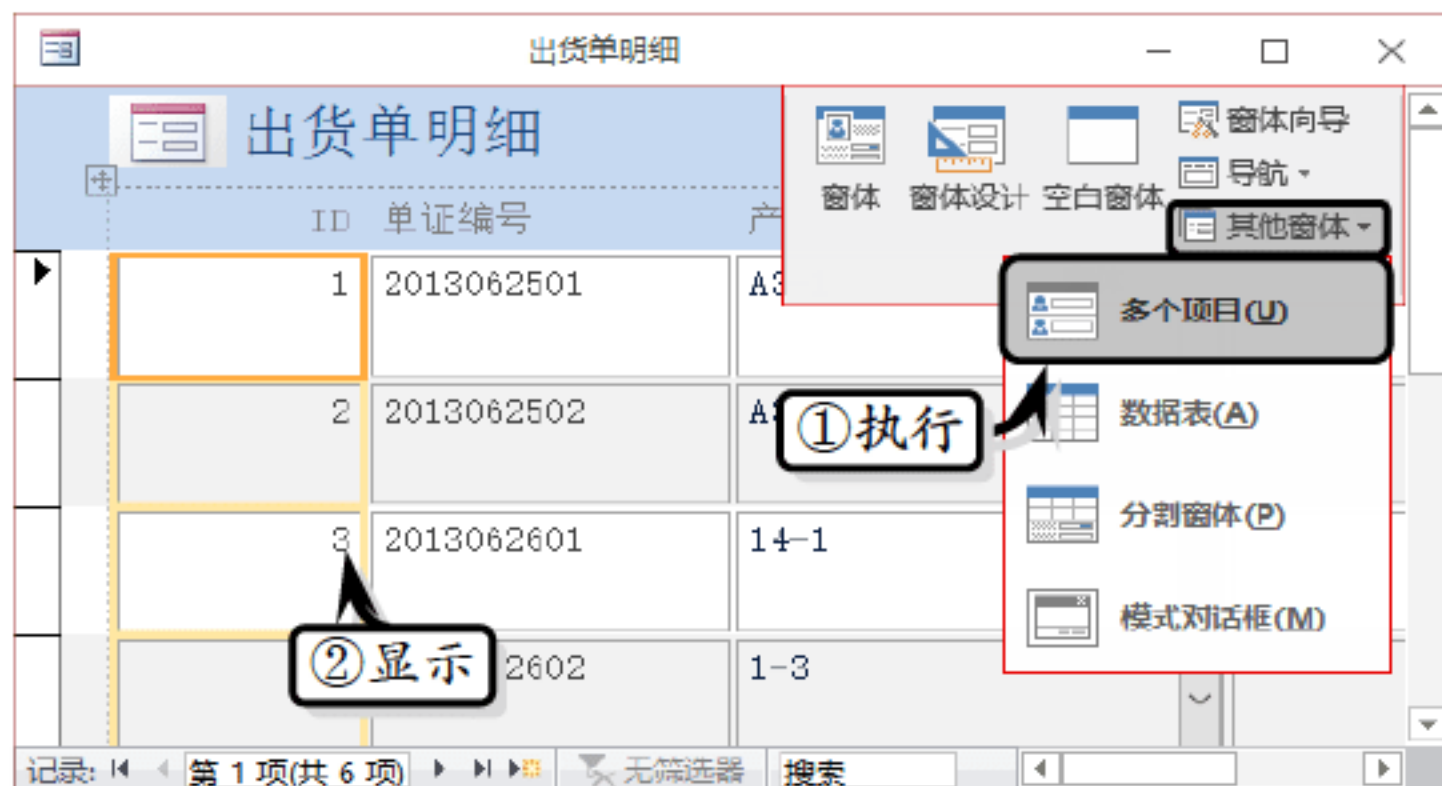 出货单明细
出货单明细
窗体
窗体设计
空白窗体
窗体向导
导航
其他窗体
ID 单证编号 产
1 2013062501 A3
多个项目(U)
2 2013062502
①执行
数据表(A)
3 2013062601 14-1
分割窗体(P)
②显示
2602 1-3
模式对话框(M)
记录: 第 1 项(共 6 项) 无筛选器 搜索